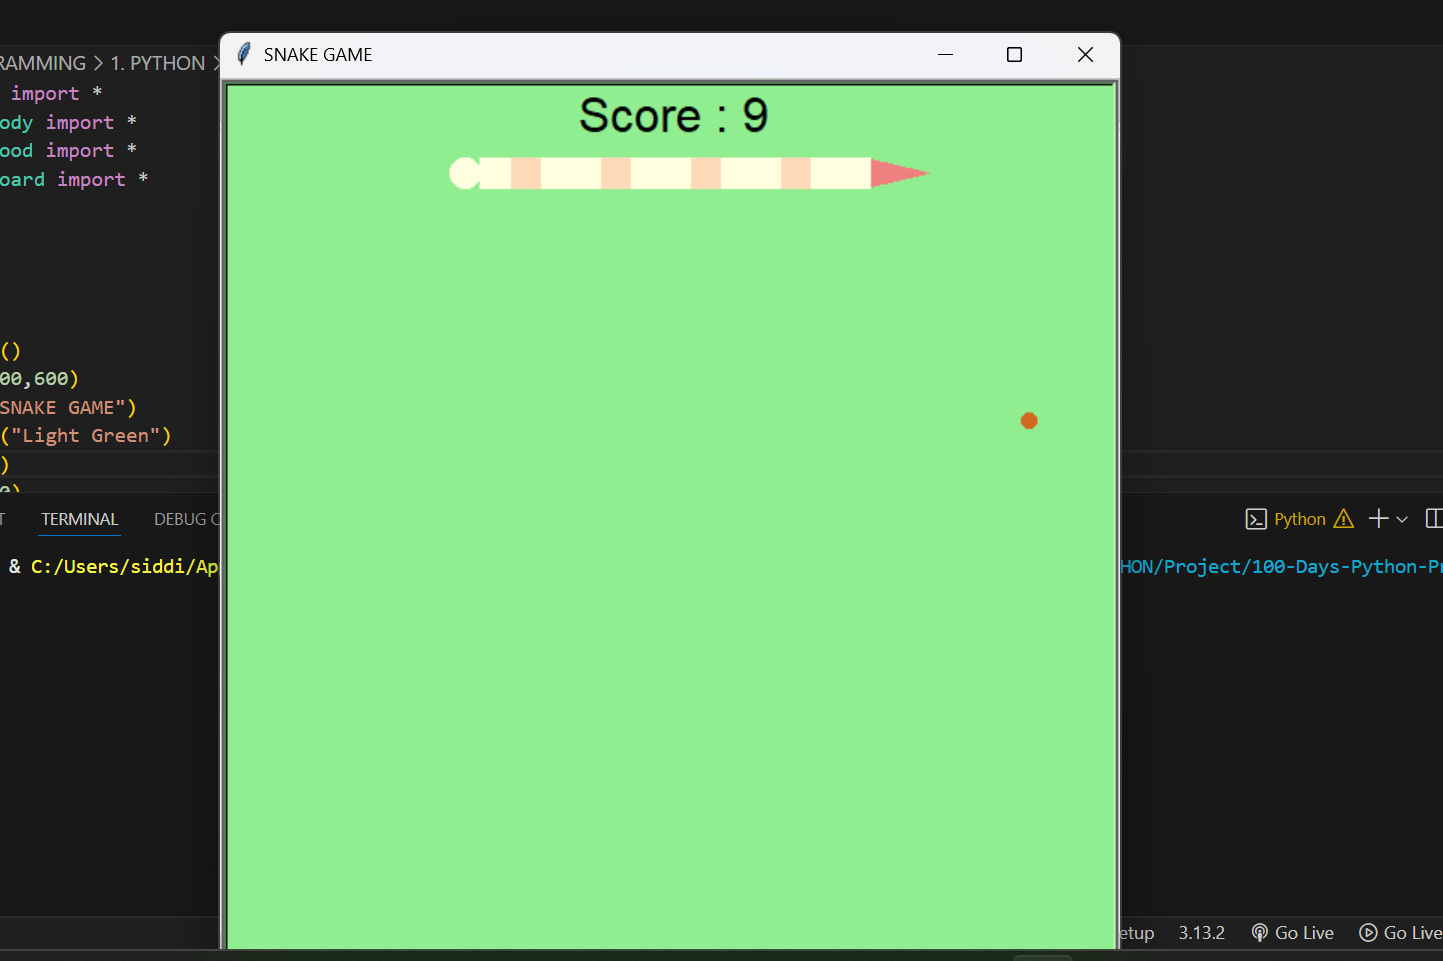 SNAKE GAME
RAMMING > 1. PYTHON >
import *
ody import *
ood import *
oard import *
Score : 9
()
00,600)
SNAKE GAME")
("Light Green")
)
0)
T TERMINAL DEBUG C Python
& C:/Users/siddi/Ap HON/Project/100-Days-Python-Pr
etup 3.13.2 Go Live Go Live